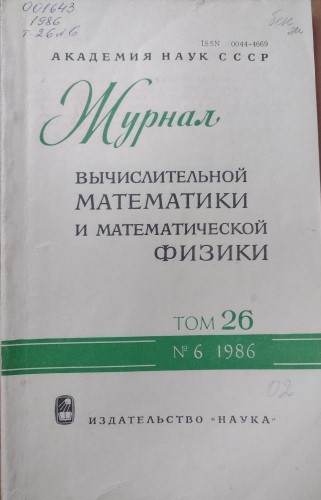 001643
1986
т. 26 № 6
ISSN 0044-4669
АКАДЕМИЯ НАУК СССР
Журнал
ВЫЧИСЛИТЕЛЬНОЙ
МАТЕМАТИКИ
И МАТЕМАТИЧЕСКОЙ
ФИЗИКИ
ТОМ 26
№ 6 1986
02
ИЗДАТЕЛЬСТВО «НАУКА»